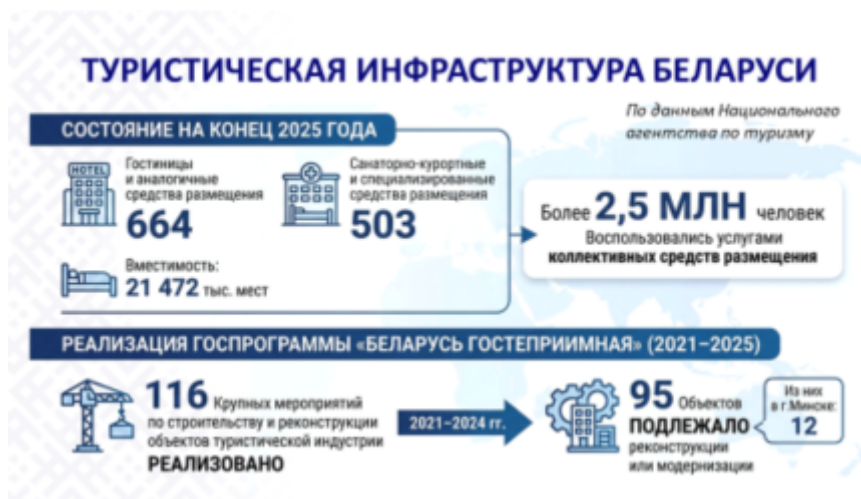 ТУРИСТИЧЕСКАЯ ИНФРАСТРУКТУРА БЕЛАРУСИ
По данным Национального
агентства по туризму
СОСТОЯНИЕ НА КОНЕЦ 2025 ГОДА
HOTEL
Гостиницы
и аналогичные
средства размещения
664
Санаторно-курортные
и специализированные
средства размещения
503
Вместимость:
21 472 тыс. мест
Более 2,5 МЛН человек
Воспользовались услугами
коллективных средств размещения
РЕАЛИЗАЦИЯ ГОСПРОГРАММЫ «БЕЛАРУСЬ ГОСТЕПРИИМНАЯ» (2021–2025)
116 Крупных мероприятий
по строительству и реконструкции
объектов туристической индустрии
РЕАЛИЗОВАНО
2021–2024 гг.
95 Объектов
ПОДЛЕЖАЛО
реконструкции
или модернизации
Из них
в г.Минске:
12